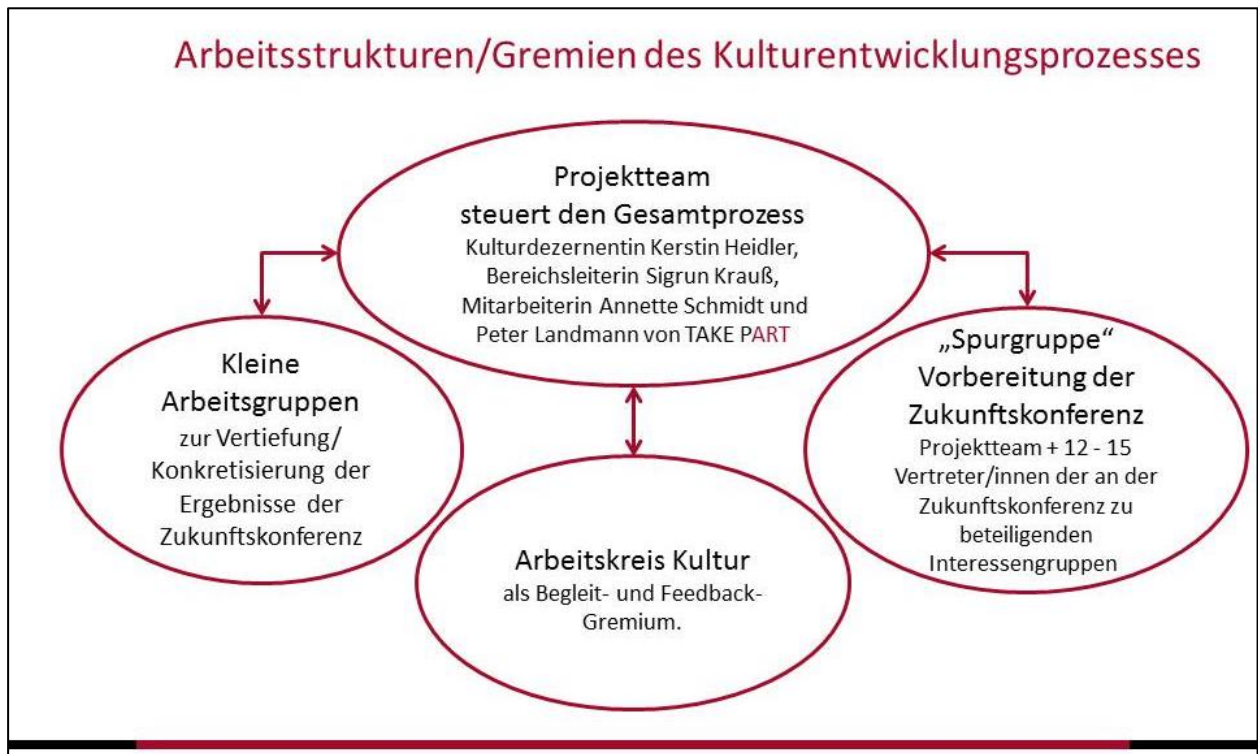 Arbeitsstrukturen/Gremien des Kulturentwicklungsprozesses
Projektteam
steuert den Gesamtprozess
Kulturdezernentin Kerstin Heidler,
Bereichsleiterin Sigrun Krauß,
Mitarbeiterin Annette Schmidt und
Peter Landmann von TAKE PART
Kleine
Arbeitsgruppen
zur Vertiefung/
Konkretisierung der
Ergebnisse der
Zukunftskonferenz
„Spurgruppe“
Vorbereitung der
Zukunftskonferenz
Projektteam + 12 - 15
Vertreter/innen der an der
Zukunftskonferenz zu
beteiligenden
Interessengruppen
Arbeitskreis Kultur
als Begleit- und Feedback-
Gremium.